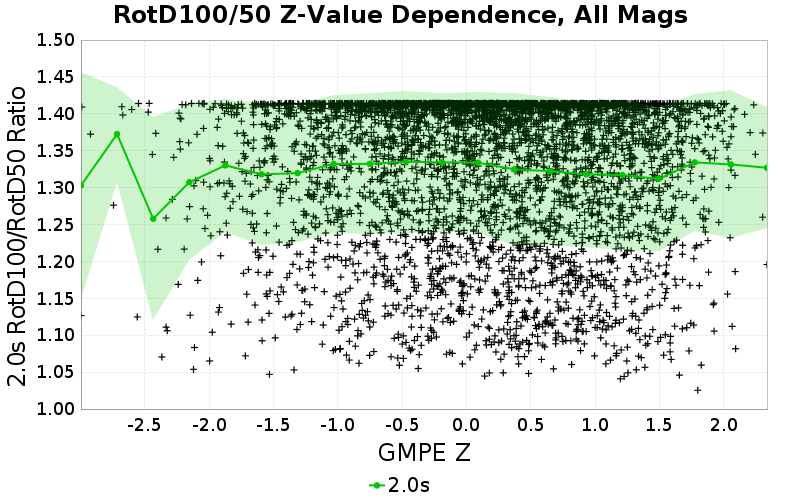 RotD100/50 Z-Value Dependence, All Mags
2.0s RotD100/RotD50 Ratio
1.50
1.45
1.40
1.35
1.30
1.25
1.20
1.15
1.10
1.05
1.00
-2.5 -2.0 -1.5 -1.0 -0.5 0.0 0.5 1.0 1.5 2.0
GMPE Z
2.0s